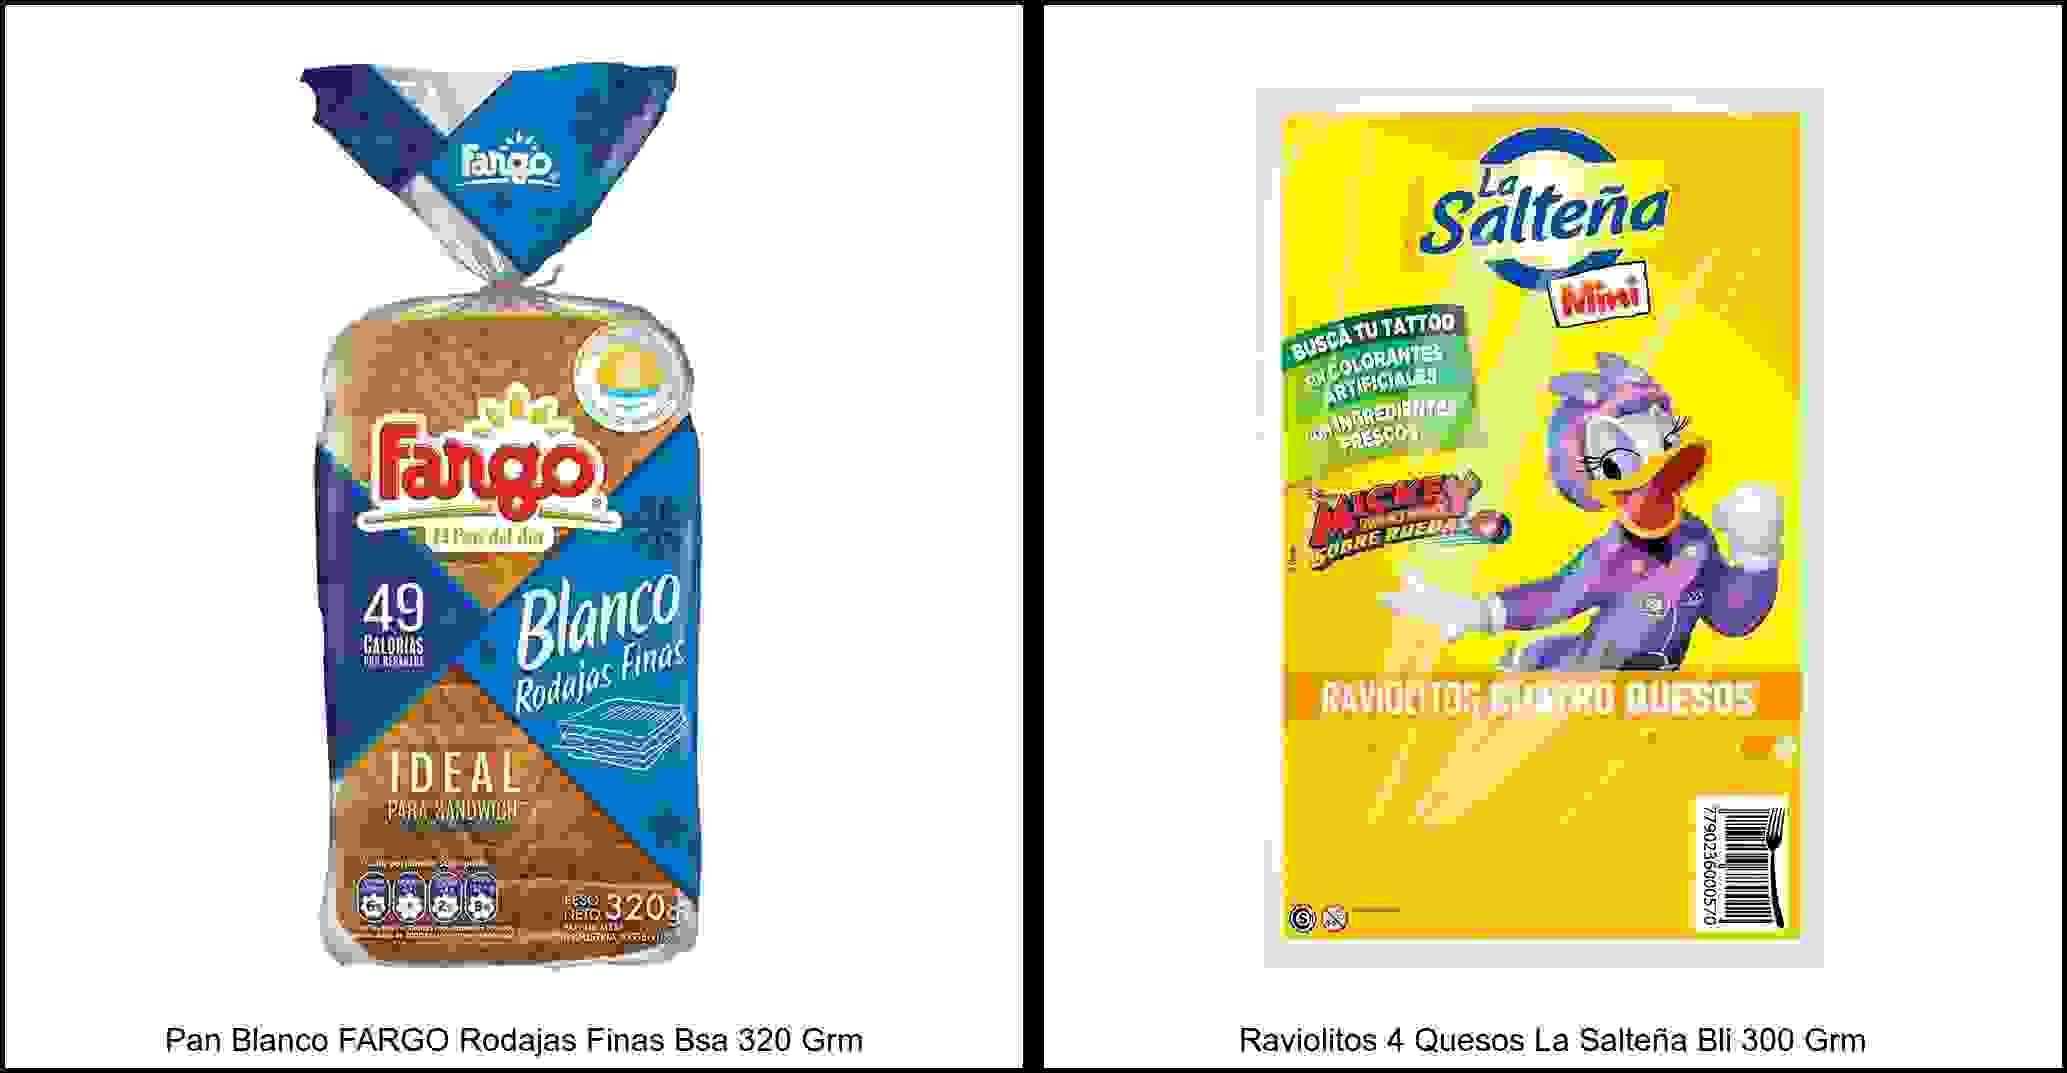 Fargo
Fargo
El Pan del día
49
CALORÍAS
POR REBANADA
Blanco
Rodajas Finas
IDEAL
PARA SANDWICH
PESO
NETO 320g
Pan Blanco FARGO Rodajas Finas Bsa 320 Grm
La
Salteña
Mini
BUSCÁ TU TATTOO
SIN COLORANTES
ARTIFICIALES
CON INGREDIENTES
FRESCOS
MICKEY
SOBRE RUEDAS
RAVIOLITOS CUATRO QUESOS
7790236000570
Raviolitos 4 Quesos La Salteña Bli 300 Grm